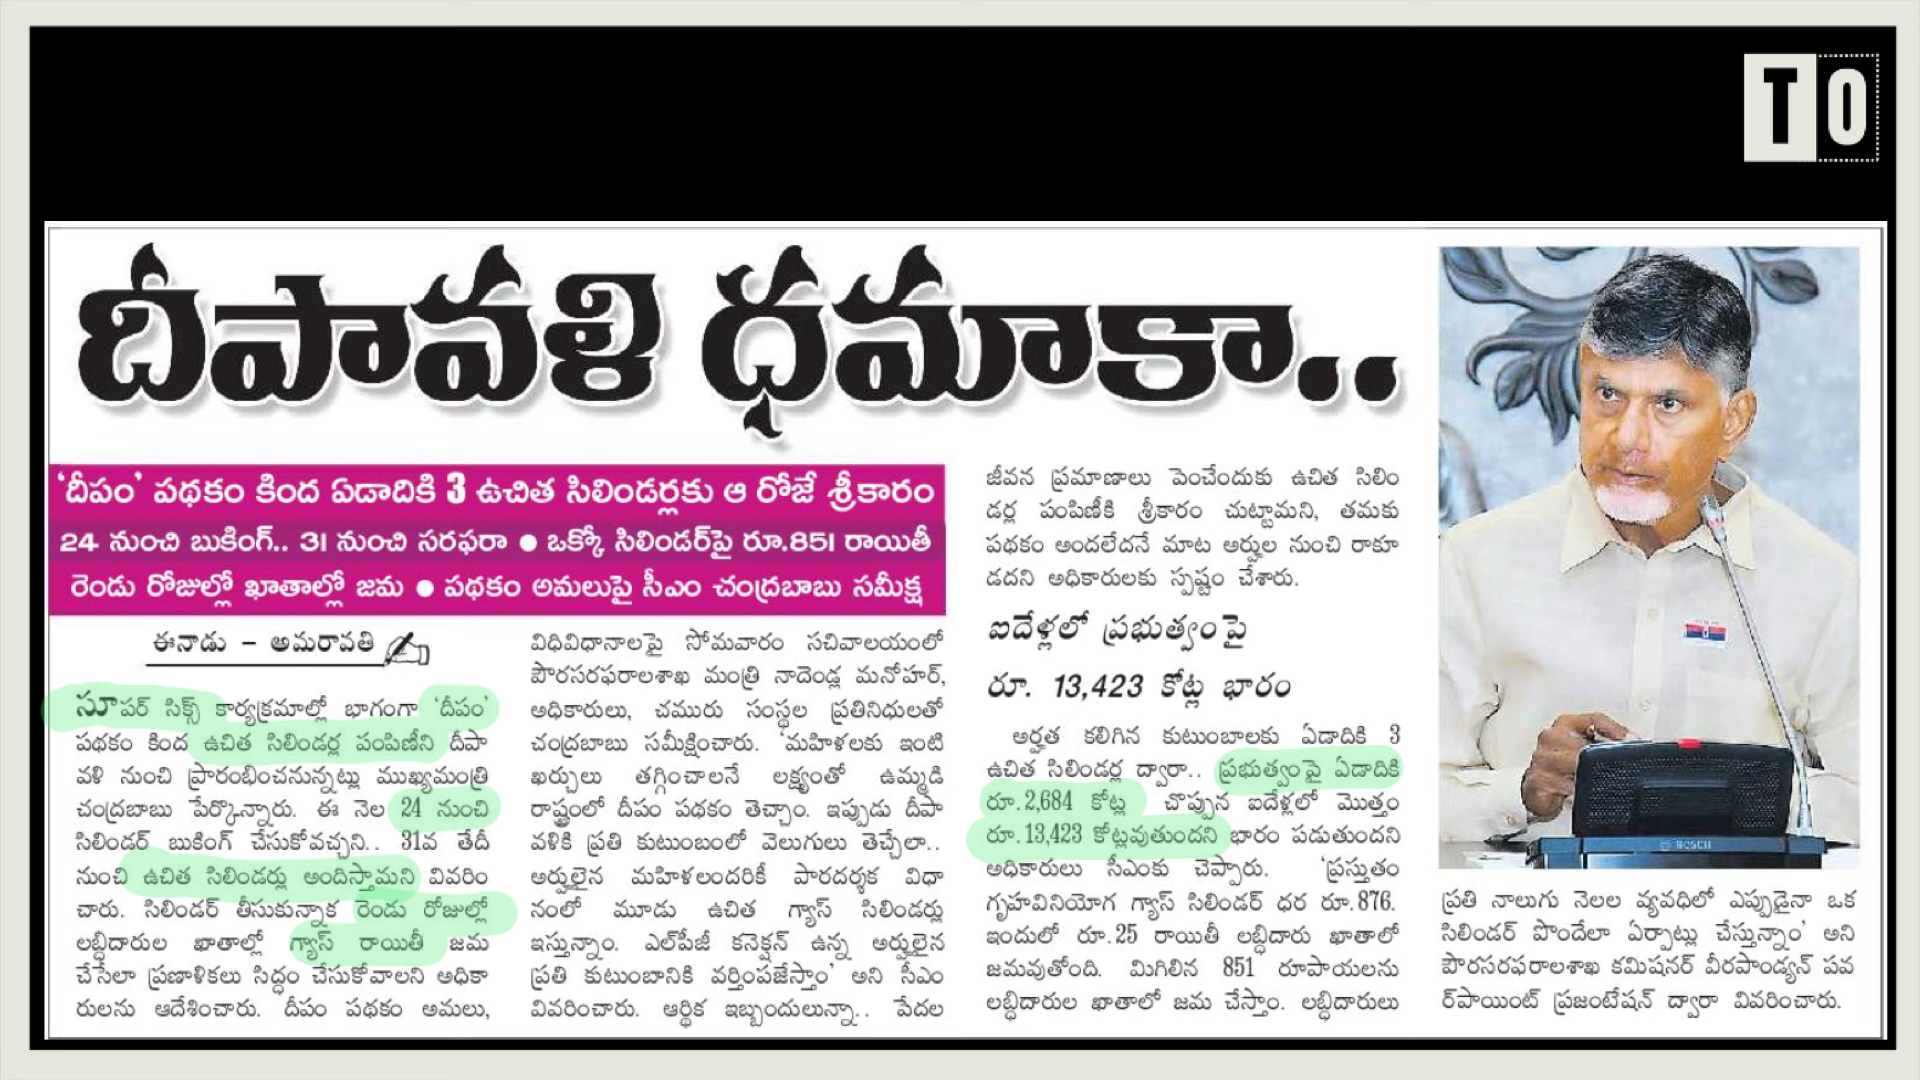 TO
దీపావళి ధమాకా..
‘దీపం’ పథకం కింద ఏడాదికి 3 ఉచిత సిలిండర్లకు ఆ రోజే శ్రీకారం
24 నుంచి బుకింగ్.. 31 నుంచి సరఫరా ● ఒక్కో సిలిండర్‌పై రూ.851 రాయితీ
రెండు రోజుల్లో ఖాతాల్లో జమ ● పథకం అమలుపై సీఎం చంద్రబాబు సమీక్ష
ఈనాడు - అమరావతి
సూపర్ సిక్స్ కార్యక్రమాల్లో భాగంగా ‘దీపం’
పథకం కింద ఉచిత సిలిండర్ల పంపిణీని దీపా
వళి నుంచి ప్రారంభించనున్నట్లు ముఖ్యమంత్రి
చంద్రబాబు పేర్కొన్నారు. ఈ నెల 24 నుంచి
సిలిండర్ బుకింగ్ చేసుకోవచ్చని.. 31వ తేదీ
నుంచి ఉచిత సిలిండర్లు అందిస్తామని వివరిం
చారు. సిలిండర్ తీసుకున్నాక రెండు రోజుల్లో
లబ్ధిదారుల ఖాతాల్లో గ్యాస్ రాయితీ జమ
చేసేలా ప్రణాళికలు సిద్ధం చేసుకోవాలని అధికా
రులను ఆదేశించారు. దీపం పథకం అమలు,
విధివిధానాలపై సోమవారం సచివాలయంలో
పౌరసరఫరాలశాఖ మంత్రి నాదెండ్ల మనోహర్,
అధికారులు, చమురు సంస్థల ప్రతినిధులతో
చంద్రబాబు సమీక్షించారు. ‘మహిళలకు ఇంటి
ఖర్చులు తగ్గించాలనే లక్ష్యంతో ఉమ్మడి
రాష్ట్రంలో దీపం పథకం తెచ్చాం. ఇప్పుడు దీపా
వళికి ప్రతి కుటుంబంలో వెలుగులు తెచ్చేలా..
అర్హులైన మహిళలందరికీ పారదర్శక విధా
నంలో మూడు ఉచిత గ్యాస్ సిలిండర్లు
ఇస్తున్నాం. ఎల్‌పీజీ కనెక్షన్ ఉన్న అర్హులైన
ప్రతి కుటుంబానికి వర్తింపజేస్తాం’ అని సీఎం
వివరించారు. ఆర్థిక ఇబ్బందులున్నా.. పేదల
జీవన ప్రమాణాలు పెంచేందుకు ఉచిత సిలిం
డర్ల పంపిణీకి శ్రీకారం చుట్టామని, తమకు
పథకం అందలేదనే మాట అర్హుల నుంచి రాకూ
డదని అధికారులకు స్పష్టం చేశారు.
ఐదేళ్లలో ప్రభుత్వంపై
రూ. 13,423 కోట్ల భారం
అర్హత కలిగిన కుటుంబాలకు ఏడాదికి 3
ఉచిత సిలిండర్ల ద్వారా.. ప్రభుత్వంపై ఏడాదికి
రూ.2,684 కోట్ల చొప్పున ఐదేళ్లలో మొత్తం
రూ.13,423 కోట్లవుతుందని భారం పడుతుందని
అధికారులు సీఎంకు చెప్పారు. ‘ప్రస్తుతం
గృహవినియోగ గ్యాస్ సిలిండర్ ధర రూ.876.
ఇందులో రూ.25 రాయితీ లబ్ధిదారు ఖాతాలో
జమవుతోంది. మిగిలిన 851 రూపాయలను
లబ్ధిదారుల ఖాతాలో జమ చేస్తాం. లబ్ధిదారులు
BOSCH
ప్రతి నాలుగు నెలల వ్యవధిలో ఎప్పుడైనా ఒక
సిలిండర్ పొందేలా ఏర్పాట్లు చేస్తున్నాం’ అని
పౌరసరఫరాలశాఖ కమిషనర్ వీరపాండ్యన్ పవ
ర్‌పాయింట్ ప్రజంటేషన్ ద్వారా వివరించారు.